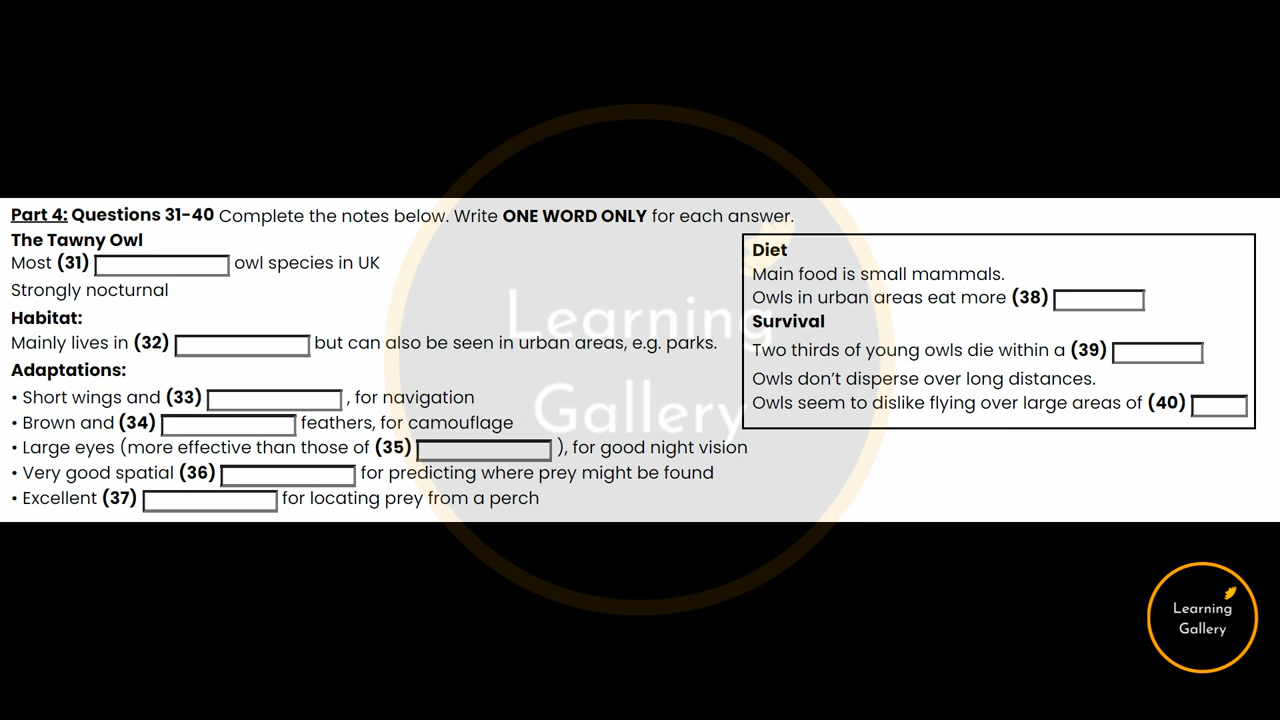 Part 4: Questions 31-40 Complete the notes below. Write ONE WORD ONLY for each answer.
The Tawny Owl
Most (31) owl species in UK
Strongly nocturnal
Habitat:
Mainly lives in (32) but can also be seen in urban areas, e.g. parks.
Adaptations:
• Short wings and (33) , for navigation
• Brown and (34) feathers, for camouflage
• Large eyes (more effective than those of (35) ), for good night vision
• Very good spatial (36) for predicting where prey might be found
• Excellent (37) for locating prey from a perch
Diet
Main food is small mammals.
Owls in urban areas eat more (38)
Survival
Two thirds of young owls die within a (39)
Owls don't disperse over long distances.
Owls seem to dislike flying over large areas of (40)
Learning
Gallery
Learning
Gallery